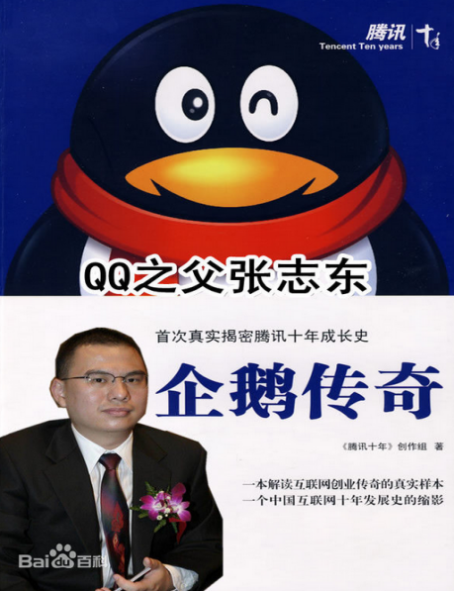 腾讯 十年
Tencent Ten years
QQ之父张志东
首次真实揭密腾讯十年成长史
企鹅传奇
《腾讯十年》创作组 著
一本解读互联网创业传奇的真实样本
一个中国互联网十年发展史的缩影
Bai du 百科